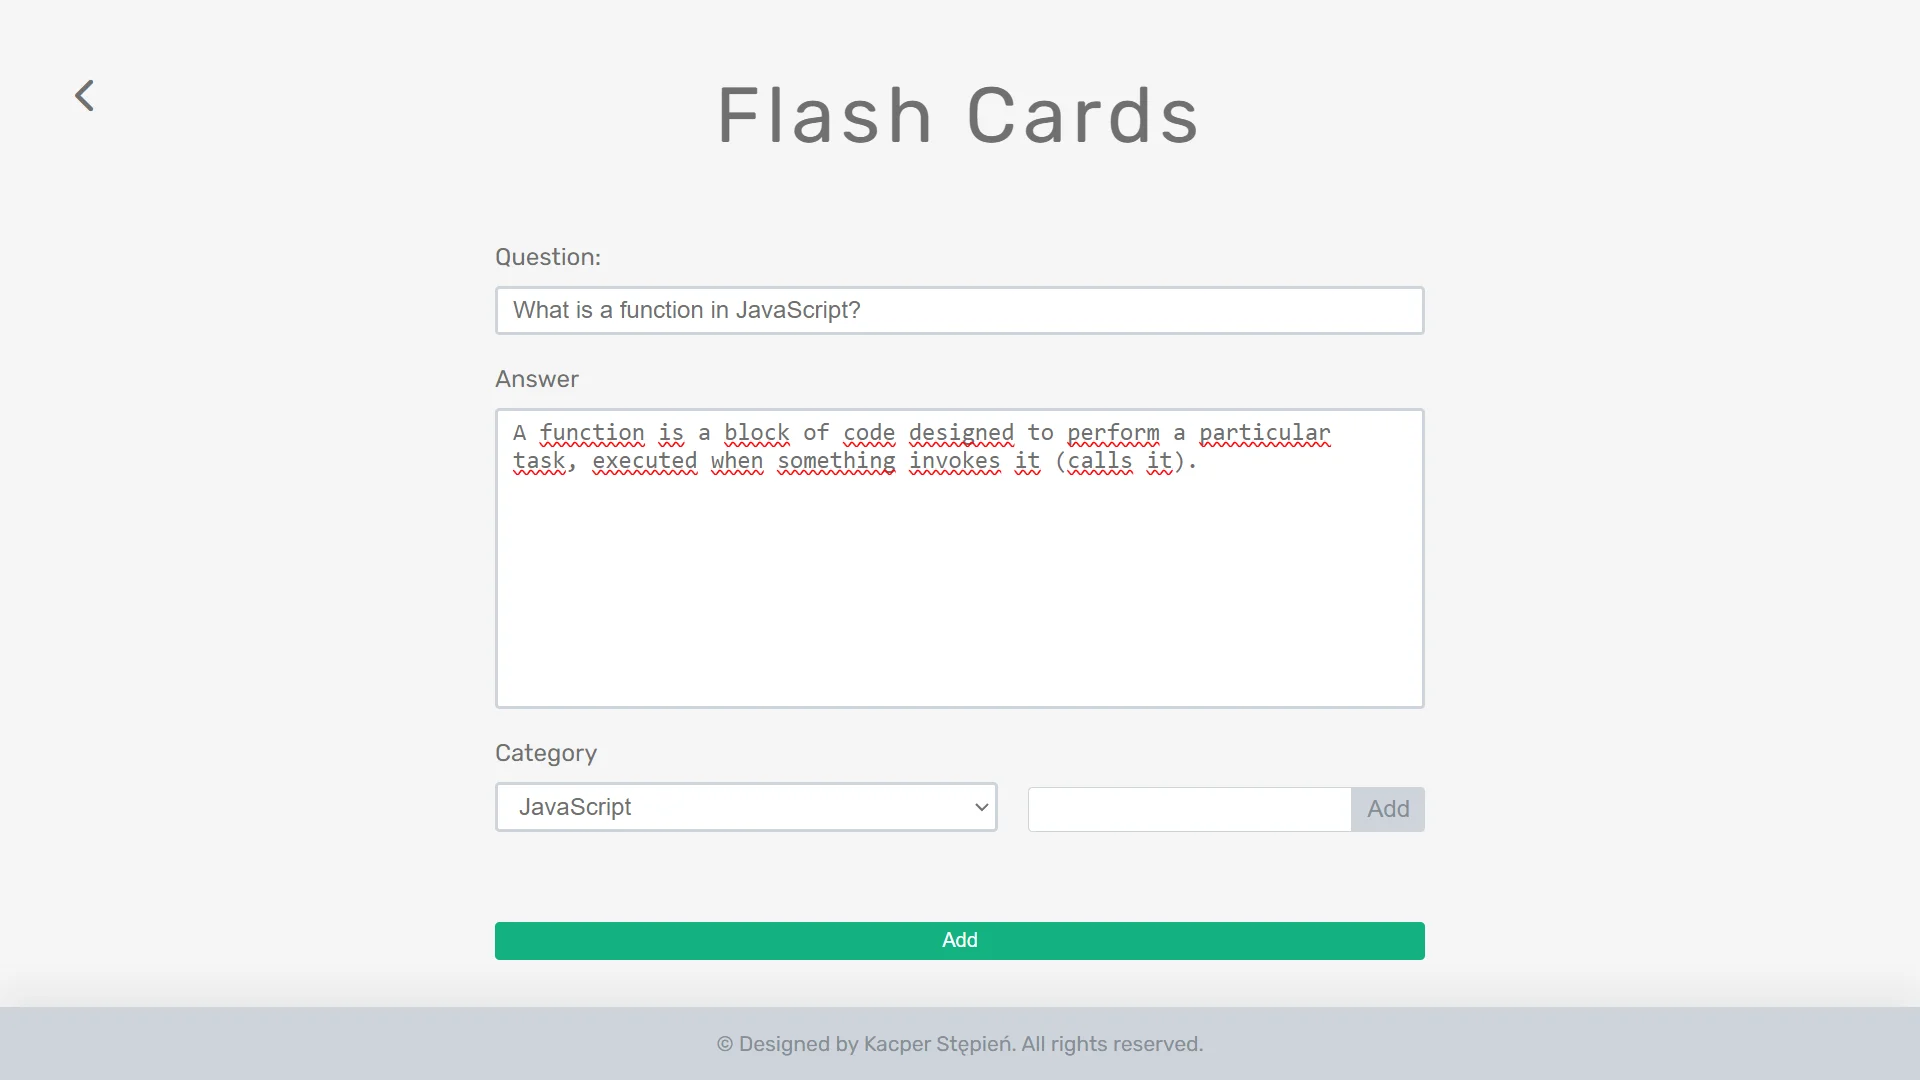 Flash Cards
Question:
What is a function in JavaScript?
Answer
A function is a block of code designed to perform a particular
task, executed when something invokes it (calls it).
Category
JavaScript
Add
Add
© Designed by Kacper Stępień. All rights reserved.